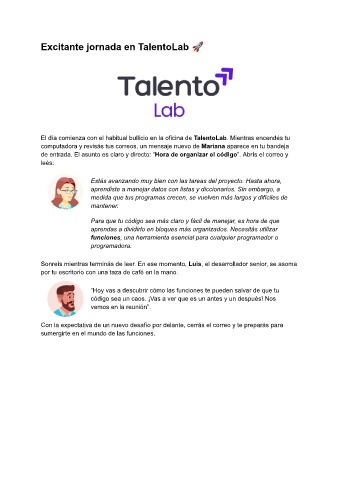 Excitante jornada en TalentoLab 🚀
Talento
Lab
El día comienza con el habitual bullicio en la oficina de TalentoLab. Mientras encendés tu
computadora y revisás tus correos, un mensaje nuevo de Mariana aparece en tu bandeja
de entrada. El asunto es claro y directo: "Hora de organizar el código". Abrís el correo y
leés:
Estás avanzando muy bien con las tareas del proyecto. Hasta ahora,
aprendiste a manejar datos con listas y diccionarios. Sin embargo, a
medida que tus programas crecen, se vuelven más largos y difíciles de
mantener.
Para que tu código sea más claro y fácil de manejar, es hora de que
aprendas a dividirlo en bloques más organizados. Necesitás utilizar
funciones, una herramienta esencial para cualquier programador o
programadora.
Sonreís mientras terminás de leer. En ese momento, Luis, el desarrollador senior, se asoma
por tu escritorio con una taza de café en la mano.
"Hoy vas a descubrir cómo las funciones te pueden salvar de que tu
código sea un caos. ¡Vas a ver que es un antes y un después! Nos
vemos en la reunión".
Con la expectativa de un nuevo desafío por delante, cerrás el correo y te preparás para
sumergirte en el mundo de las funciones.